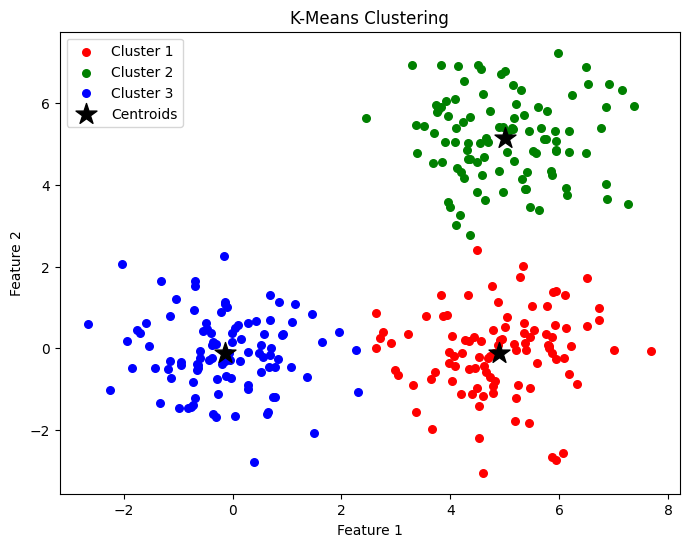 K-Means Clustering
Cluster 1
Cluster 2
Cluster 3
Centroids
Feature 2
6
4
2
0
−2
−2
0
2
4
6
8
Feature 1